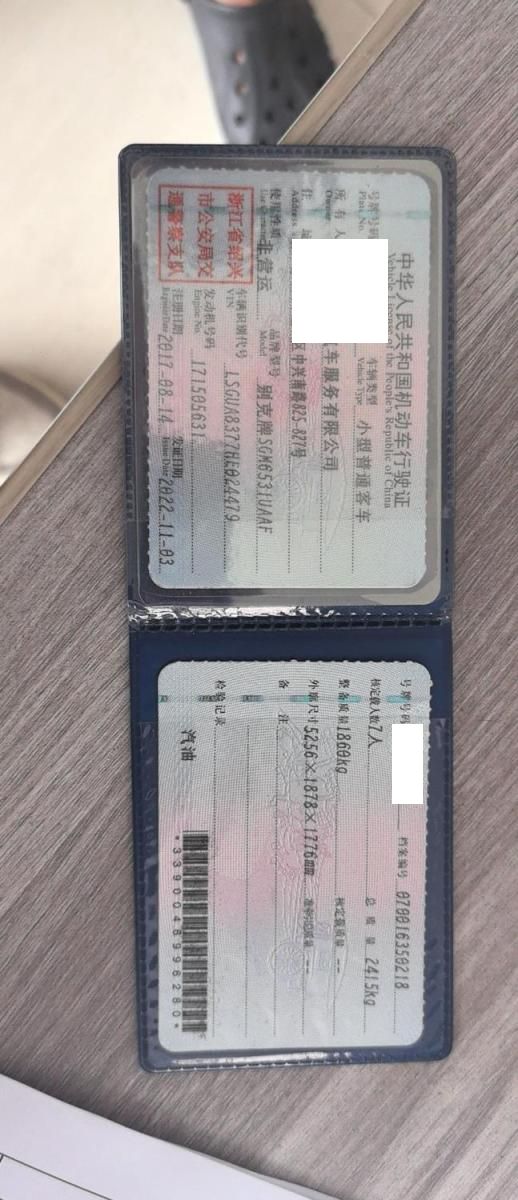 中华人民共和国机动车行驶证
Vehicle License of the People's Republic of China
号牌号码 车辆类型 小型普通客车
Plate No. Vehicle Type
所有人 车服务有限公司
Owner
住 址 区中兴南路825-827号
Address
使用性质 非营运 品牌型号 别克牌SGM6531UAAF
Use Character Model
浙江省绍兴
市公安局交
通警察支队
车辆识别代号 LSGUA8377HE024479
VIN
发动机号码 171505631
Engine No.
注册日期 2017-08-14 发证日期 2022-11-03
Register Date Issue Date
号牌号码 档案编号 070016350218
核定载人数 7人 总 质 量 2415kg
整备质量 1860kg 核定载质量 --
外廓尺寸 5256×1878×1776mm 准牵引总质量 --
备 注
检验记录
汽油
*3390046996280*